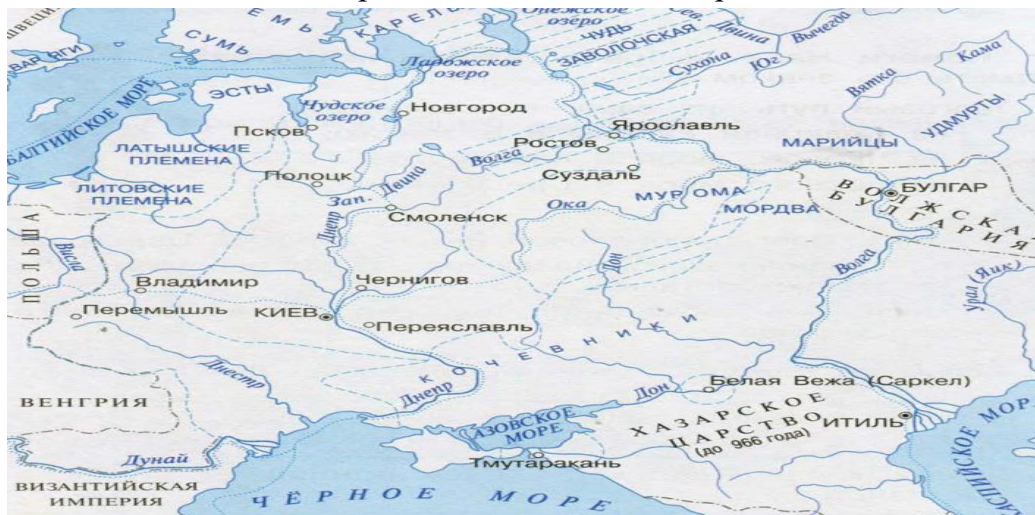 СУМЬ
ЕМЬ
КАРЕЛЫ
Онежское
озеро
ЧУДЬ
ЗАВОЛОЧСКАЯ
Сев. Двина
Вычегда
Сухона
Юг
Кама
Вятка
УДМУРТЫ
ВАРЯГИ
Ладожское
озеро
БАЛТИЙСКОЕ МОРЕ
ЭСТЫ
Чудское
озеро
Новгород
Псков
ЛАТЫШСКИЕ
ПЛЕМЕНА
Волга
Ярославль
Ростов
МАРИЙЦЫ
Полоцк
Зап. Двина
Суздаль
МУРОМА
БУЛГАР
ВОЛЖСКАЯ
БУЛГАРИЯ
ЛИТОВСКИЕ
ПЛЕМЕНА
Смоленск
Ока
МОРДВА
Днепр
Дон
Волга
ПОЛЬША
Висла
Урал (Яик)
Владимир
Чернигов
Перемышль
КИЕВ
Переяславль
КОЧЕВНИКИ
Днестр
Днепр
Дон
Белая Вежа (Саркел)
ВЕНГРИЯ
АЗОВСКОЕ
МОРЕ
ХАЗАРСКОЕ
ЦАРСТВО
(до 966 года)
ИТИЛЬ
Дунай
Тмутаракань
ВИЗАНТИЙСКАЯ
ИМПЕРИЯ
ЧЁРНОЕ МОРЕ
КАСПИЙСКОЕ МОР